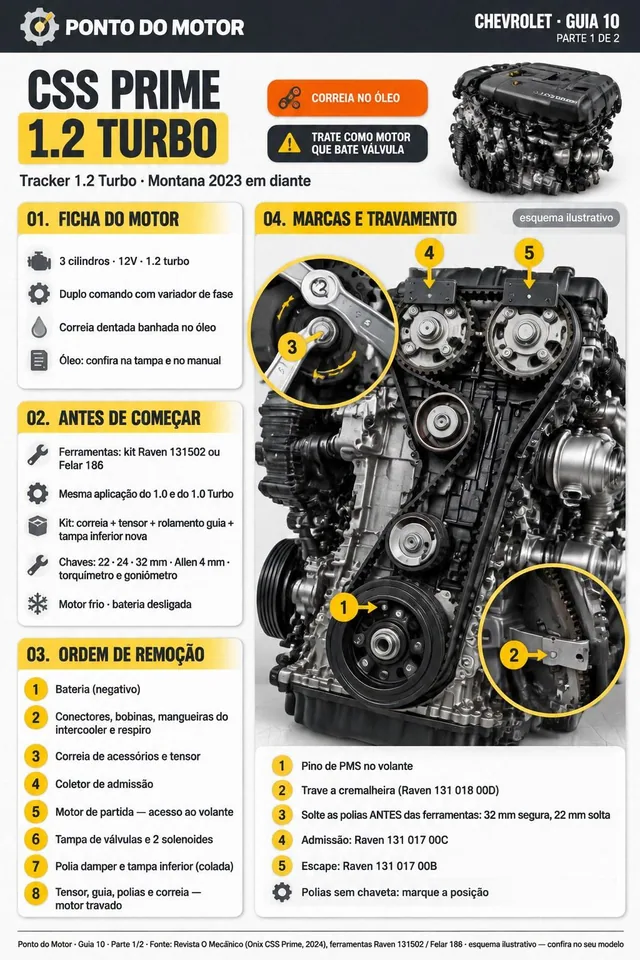 PONTO DO MOTOR
CHEVROLET · GUIA 10
PARTE 1 DE 2
CSS PRIME
1.2 TURBO
CORREIA NO ÓLEO
TRATE COMO MOTOR
QUE BATE VÁLVULA
Tracker 1.2 Turbo · Montana 2023 em diante
01. FICHA DO MOTOR
3 cilindros · 12V · 1.2 turbo
Duplo comando com variador de fase
Correia dentada banhada no óleo
Óleo: confira na tampa e no manual
02. ANTES DE COMEÇAR
Ferramentas: kit Raven 131502 ou
Felar 186
Mesma aplicação do 1.0 e do 1.0 Turbo
Kit: correia + tensor + rolamento guia +
tampa inferior nova
Chaves: 22 · 24 · 32 mm · Allen 4 mm ·
torquímetro e goniômetro
Motor frio · bateria desligada
03. ORDEM DE REMOÇÃO
1 Bateria (negativo)
2 Conectores, bobinas, mangueiras do
intercooler e respiro
3 Correia de acessórios e tensor
4 Coletor de admissão
5 Motor de partida — acesso ao volante
6 Tampa de válvulas e 2 solenoides
7 Polia damper e tampa inferior (colada)
8 Tensor, guia, polias e correia —
motor travado
04. MARCAS E TRAVAMENTO
esquema ilustrativo
4
5
3
1
2
1 Pino de PMS no volante
2 Trave a cremalheira (Raven 131 018 00D)
3 Solte as polias ANTES das ferramentas: 32 mm segura, 22 mm solta
4 Admissão: Raven 131 017 00C
5 Escape: Raven 131 017 00B
Polias sem chaveta: marque a posição
Ponto do Motor · Guia 10 · Parte 1/2 · Fonte: Revista O Mecânico (Onix CSS Prime, 2024), ferramentas Raven 131502 / Felar 186 · esquema ilustrativo — confira no seu modelo